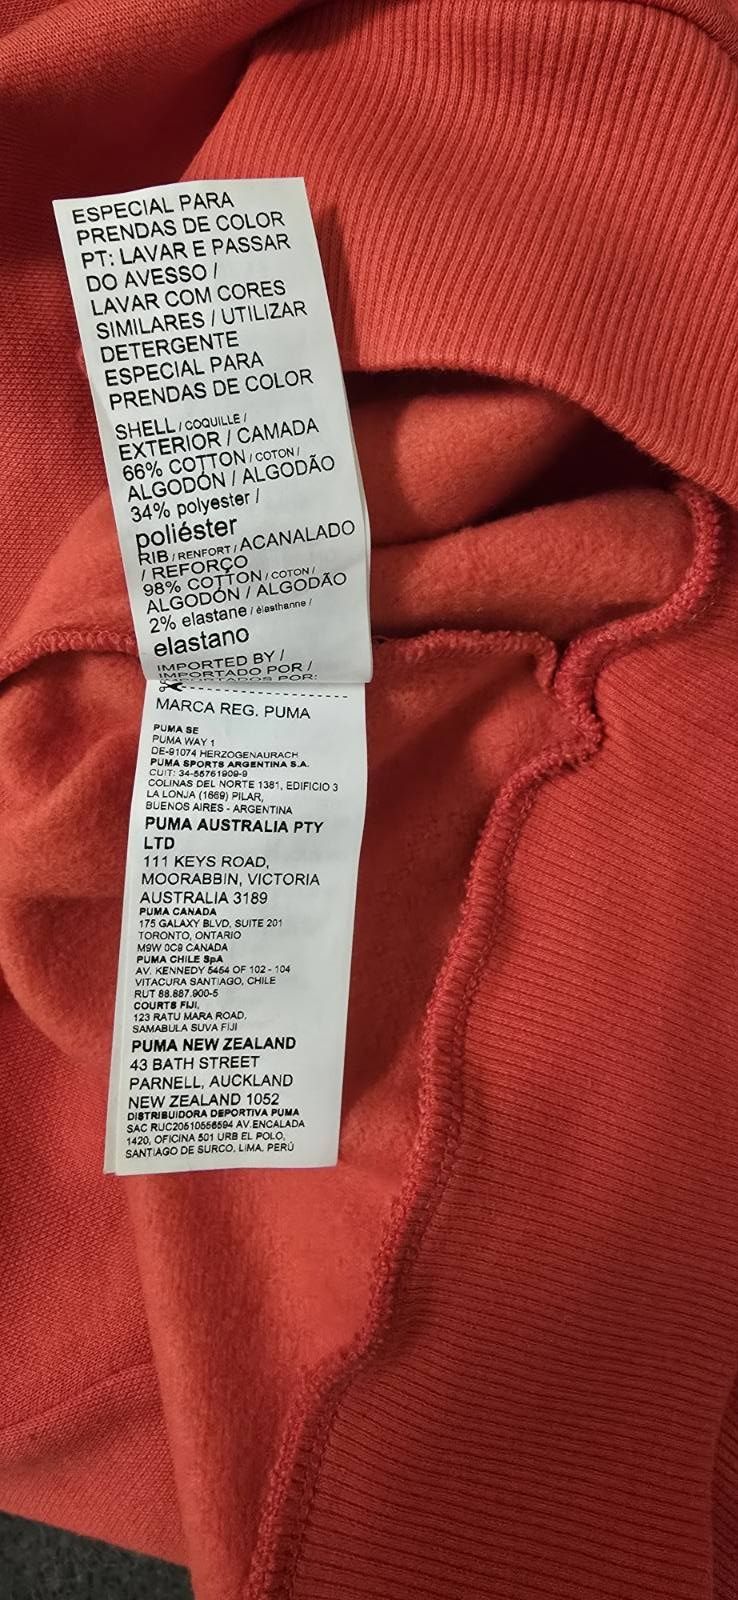 ESPECIAL PARA
PRENDAS DE COLOR
PT: LAVAR E PASSAR
DO AVESSO /
LAVAR COM CORES
SIMILARES / UTILIZAR
DETERGENTE
ESPECIAL PARA
PRENDAS DE COLOR
SHELL / COQUILLE /
EXTERIOR / CAMADA
66% COTTON / COTON /
ALGODÓN / ALGODÃO
34% polyester /
poliéster
RIB / RENFORT / ACANALADO
/ REFORÇO
98% COTTON / COTON /
ALGODÓN / ALGODÃO
2% elastane / élasthanne /
elastano
IMPORTED BY /
IMPORTADO POR /
IMPORTADOS POR:
MARCA REG. PUMA
PUMA SE
PUMA WAY 1
DE-91074 HERZOGENAURACH
PUMA SPORTS ARGENTINA S.A.
CUIT: 34-55761909-9
COLINAS DEL NORTE 1381, EDIFICIO 3
LA LONJA (1669) PILAR,
BUENOS AIRES - ARGENTINA
PUMA AUSTRALIA PTY
LTD
111 KEYS ROAD,
MOORABBIN, VICTORIA
AUSTRALIA 3189
PUMA CANADA
175 GALAXY BLVD, SUITE 201
TORONTO, ONTARIO
M9W 0C9 CANADA
PUMA CHILE SpA
AV. KENNEDY 5454 OF 102 - 104
VITACURA SANTIAGO, CHILE
RUT 88.887.900-5
COURTS FIJI,
123 RATU MARA ROAD,
SAMABULA SUVA FIJI
PUMA NEW ZEALAND
43 BATH STREET
PARNELL, AUCKLAND
NEW ZEALAND 1052
DISTRIBUIDORA DEPORTIVA PUMA
SAC RUC20510556594 AV.ENCALADA
1420, OFICINA 501 URB EL POLO,
SANTIAGO DE SURCO, LIMA, PERÚ